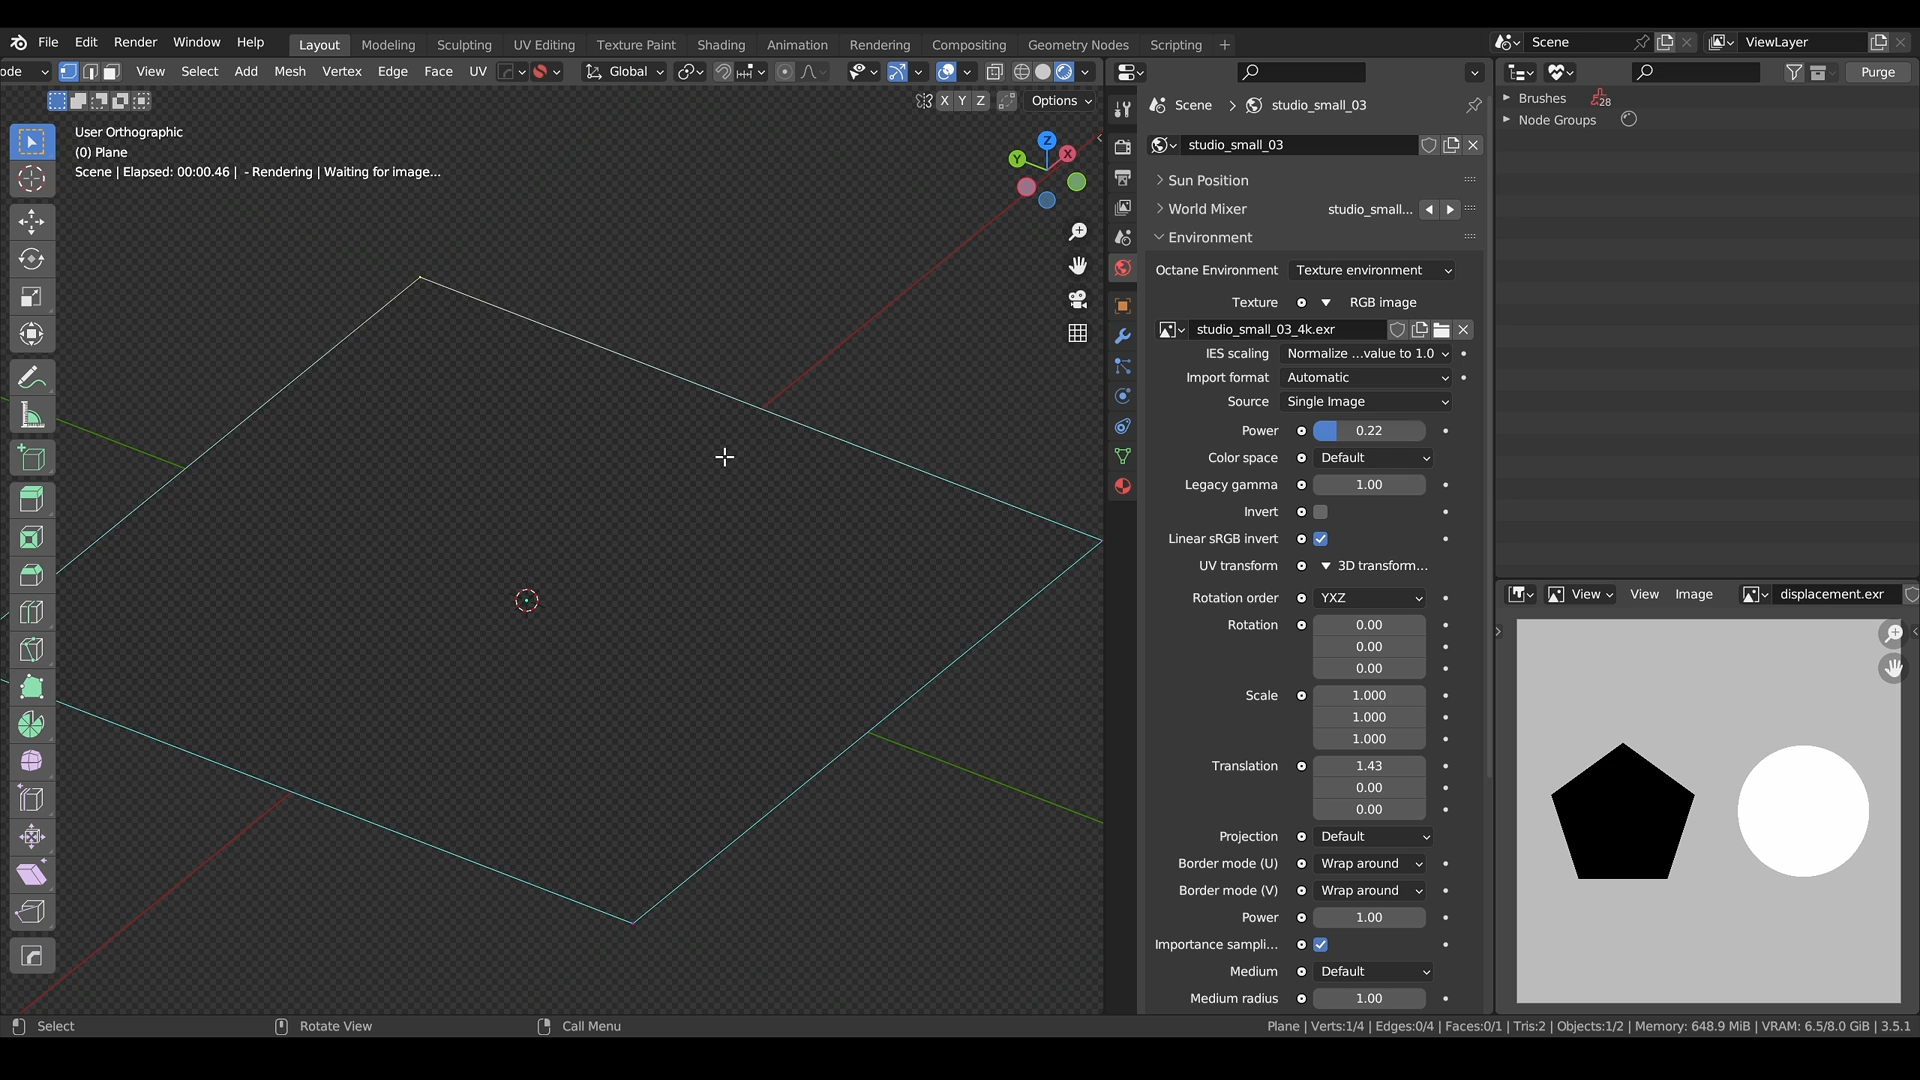 File Edit Render Window Help Layout Modeling Sculpting UV Editing Texture Paint Shading Animation Rendering Compositing Geometry Nodes Scripting + Scene ViewLayer
ode View Select Add Mesh Vertex Edge Face UV Global Purge
X Y Z Options
User Orthographic
(0) Plane
Scene | Elapsed: 00:00.46 | - Rendering | Waiting for image...
Z
Y
X
Scene > studio_small_03
studio_small_03
Sun Position
World Mixer studio_small...
Environment
Octane Environment Texture environment
Texture RGB image
studio_small_03_4k.exr
IES scaling Normalize ...value to 1.0
Import format Automatic
Source Single Image
Power 0.22
Color space Default
Legacy gamma 1.00
Invert
Linear sRGB invert
UV transform 3D transform...
Rotation order YXZ
Rotation 0.00
0.00
0.00
Scale 1.000
1.000
1.000
Translation 1.43
0.00
0.00
Projection Default
Border mode (U) Wrap around
Border mode (V) Wrap around
Power 1.00
Importance sampli...
Medium Default
Medium radius 1.00
Brushes 28
Node Groups
View View Image displacement.exr
Select Rotate View Call Menu
Plane | Verts:1/4 | Edges:0/4 | Faces:0/1 | Tris:2 | Objects:1/2 | Memory: 648.9 MiB | VRAM: 6.5/8.0 GiB | 3.5.1